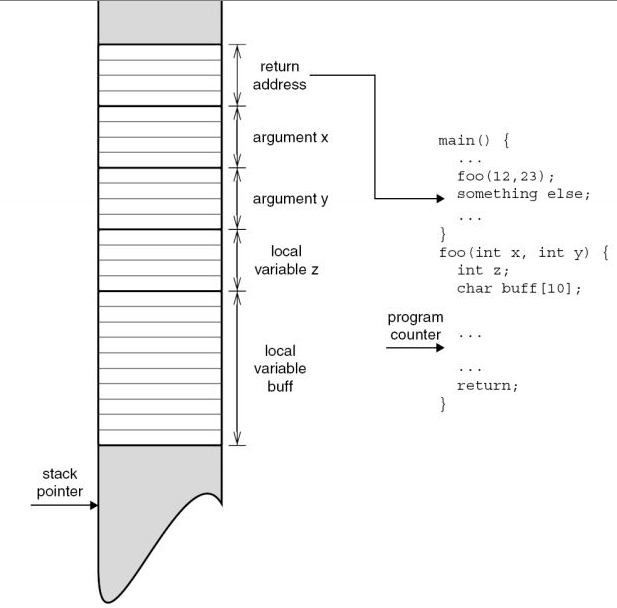 return
address
argument x
argument y
local
variable z
local
variable
buff
stack
pointer
main() {
...
foo(12,23);
something else;
...
}
foo(int x, int y) {
int z;
char buff[10];
program
counter
...
...
return;
}